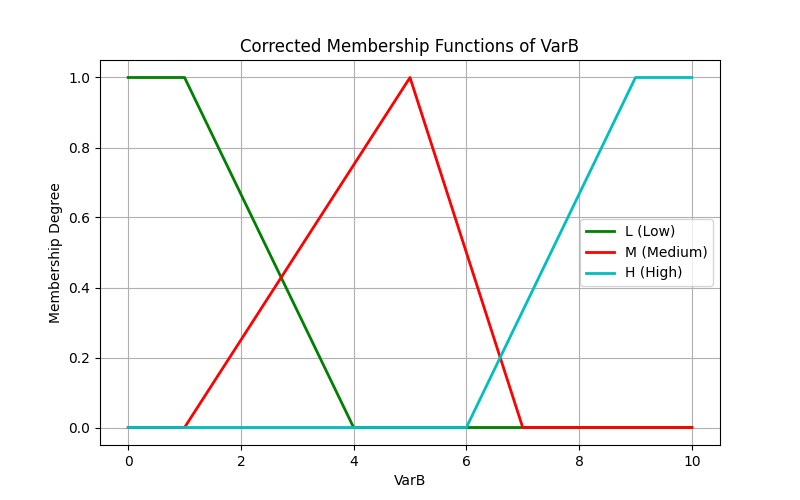 Corrected Membership Functions of VarB
Membership Degree
1.0
0.8
0.6
0.4
0.2
0.0
L (Low)
M (Medium)
H (High)
0 2 4 6 8 10
VarB